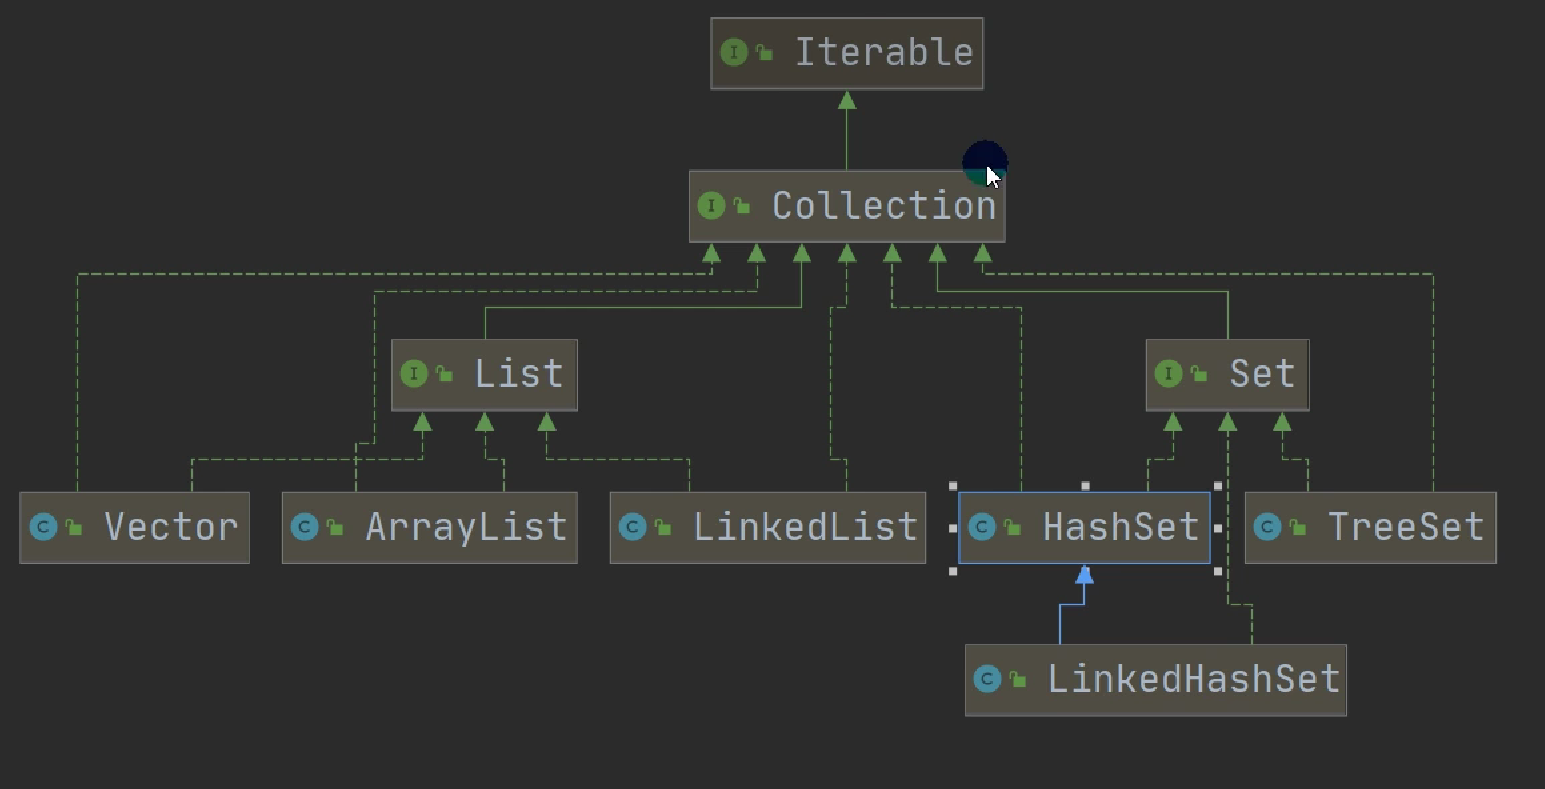 I Iterable
I Collection
I List
I Set
C Vector
C ArrayList
C LinkedList
C HashSet
C TreeSet
C LinkedHashSet